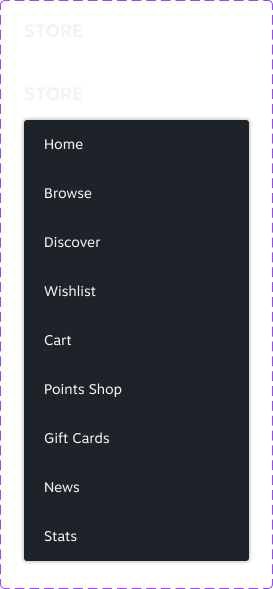 STORE
STORE
Home
Browse
Discover
Wishlist
Cart
Points Shop
Gift Cards
News
Stats